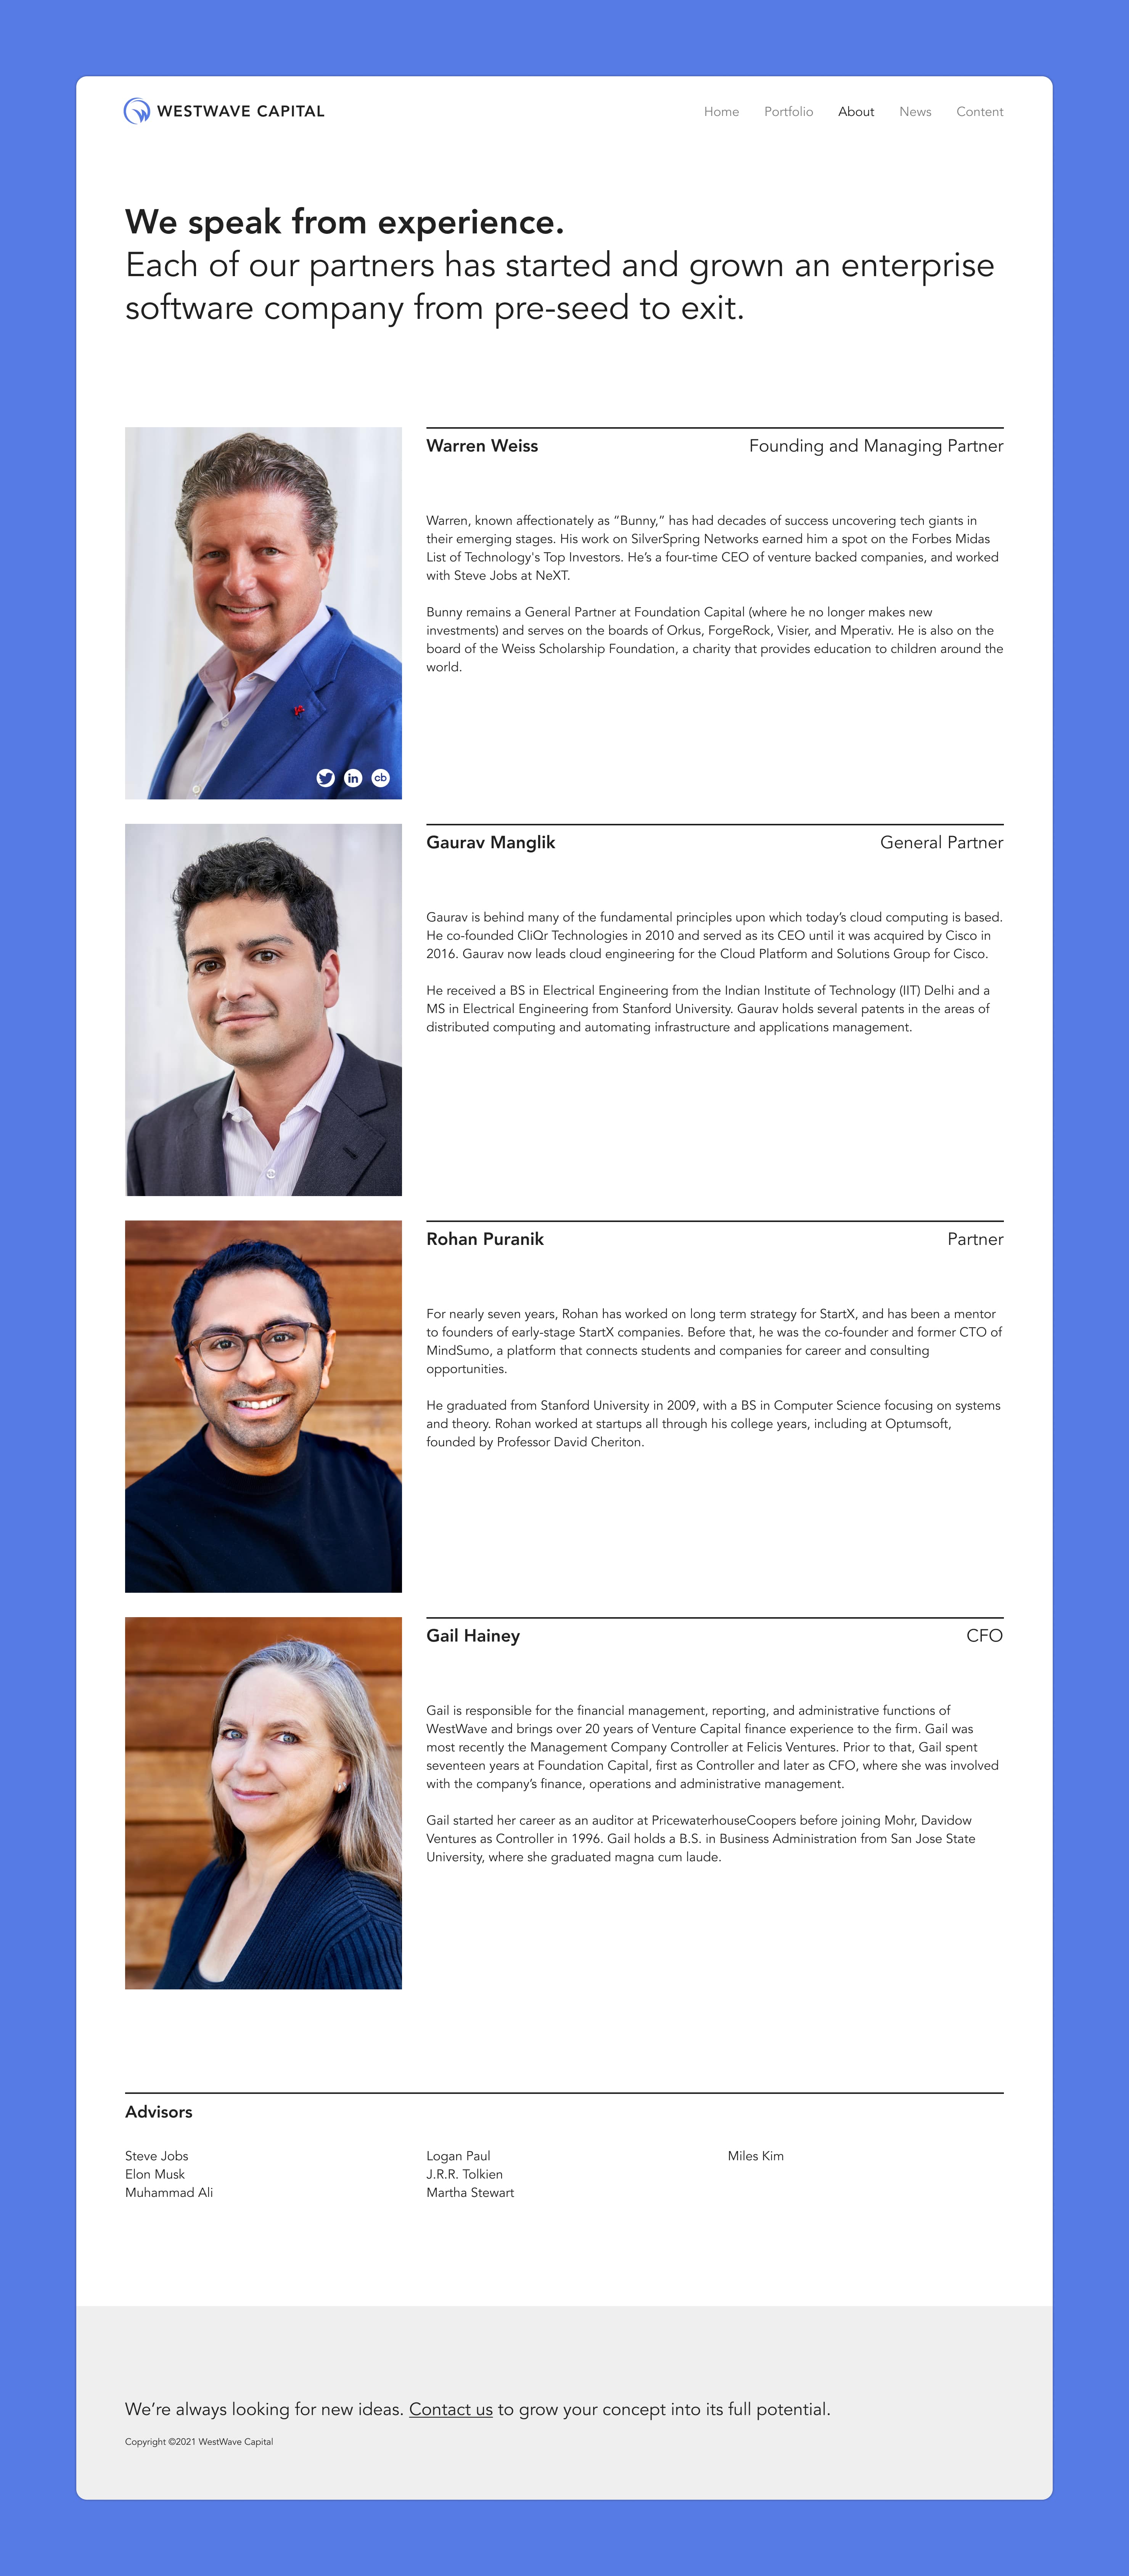 WESTWAVE CAPITAL
Home Portfolio About News Content
We speak from experience.
Each of our partners has started and grown an enterprise
software company from pre-seed to exit.
Warren Weiss Founding and Managing Partner
Warren, known affectionately as “Bunny,” has had decades of success uncovering tech giants in
their emerging stages. His work on SilverSpring Networks earned him a spot on the Forbes Midas
List of Technology's Top Investors. He’s a four-time CEO of venture backed companies, and worked
with Steve Jobs at NeXT.
Bunny remains a General Partner at Foundation Capital (where he no longer makes new
investments) and serves on the boards of Orkus, ForgeRock, Visier, and Mperativ. He is also on the
board of the Weiss Scholarship Foundation, a charity that provides education to children around the
world.
in cb
Gaurav Manglik General Partner
Gaurav is behind many of the fundamental principles upon which today’s cloud computing is based.
He co-founded CliQr Technologies in 2010 and served as its CEO until it was acquired by Cisco in
2016. Gaurav now leads cloud engineering for the Cloud Platform and Solutions Group for Cisco.
He received a BS in Electrical Engineering from the Indian Institute of Technology (IIT) Delhi and a
MS in Electrical Engineering from Stanford University. Gaurav holds several patents in the areas of
distributed computing and automating infrastructure and applications management.
Rohan Puranik Partner
For nearly seven years, Rohan has worked on long term strategy for StartX, and has been a mentor
to founders of early-stage StartX companies. Before that, he was the co-founder and former CTO of
MindSumo, a platform that connects students and companies for career and consulting
opportunities.
He graduated from Stanford University in 2009, with a BS in Computer Science focusing on systems
and theory. Rohan worked at startups all through his college years, including at Optumsoft,
founded by Professor David Cheriton.
Gail Hainey CFO
Gail is responsible for the financial management, reporting, and administrative functions of
WestWave and brings over 20 years of Venture Capital finance experience to the firm. Gail was
most recently the Management Company Controller at Felicis Ventures. Prior to that, Gail spent
seventeen years at Foundation Capital, first as Controller and later as CFO, where she was involved
with the company’s finance, operations and administrative management.
Gail started her career as an auditor at PricewaterhouseCoopers before joining Mohr, Davidow
Ventures as Controller in 1996. Gail holds a B.S. in Business Administration from San Jose State
University, where she graduated magna cum laude.
Advisors
Steve Jobs
Elon Musk
Muhammad Ali
Logan Paul
J.R.R. Tolkien
Martha Stewart
Miles Kim
We’re always looking for new ideas. Contact us to grow your concept into its full potential.
Copyright ©2021 WestWave Capital